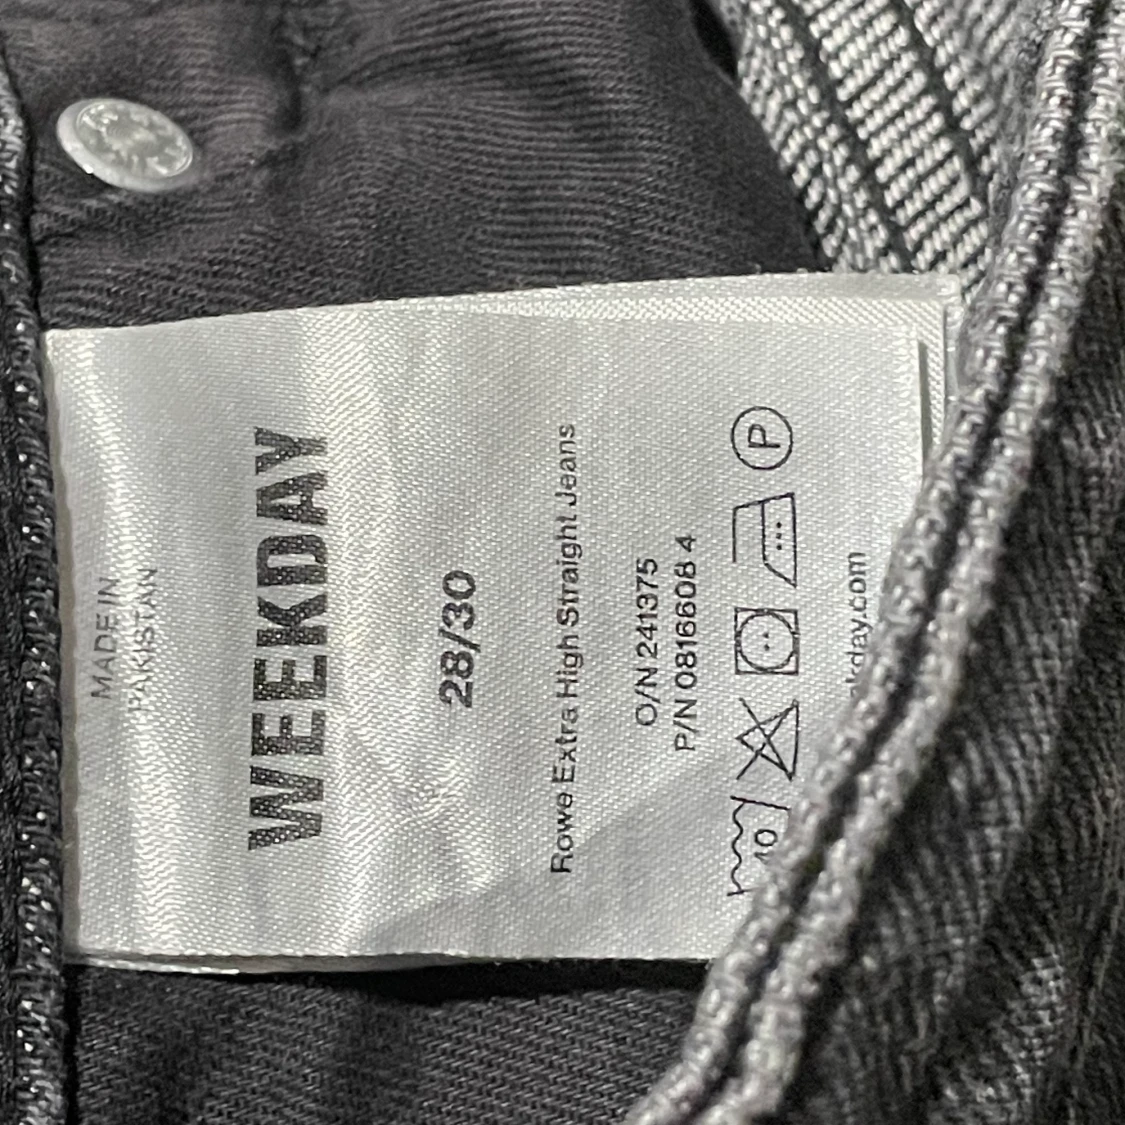 MADE IN
PAKISTAN
WEEKDAY
28/30
Rowe Extra High Straight Jeans
O/N 241375
P/N 0816608 4
40 P
kday.com